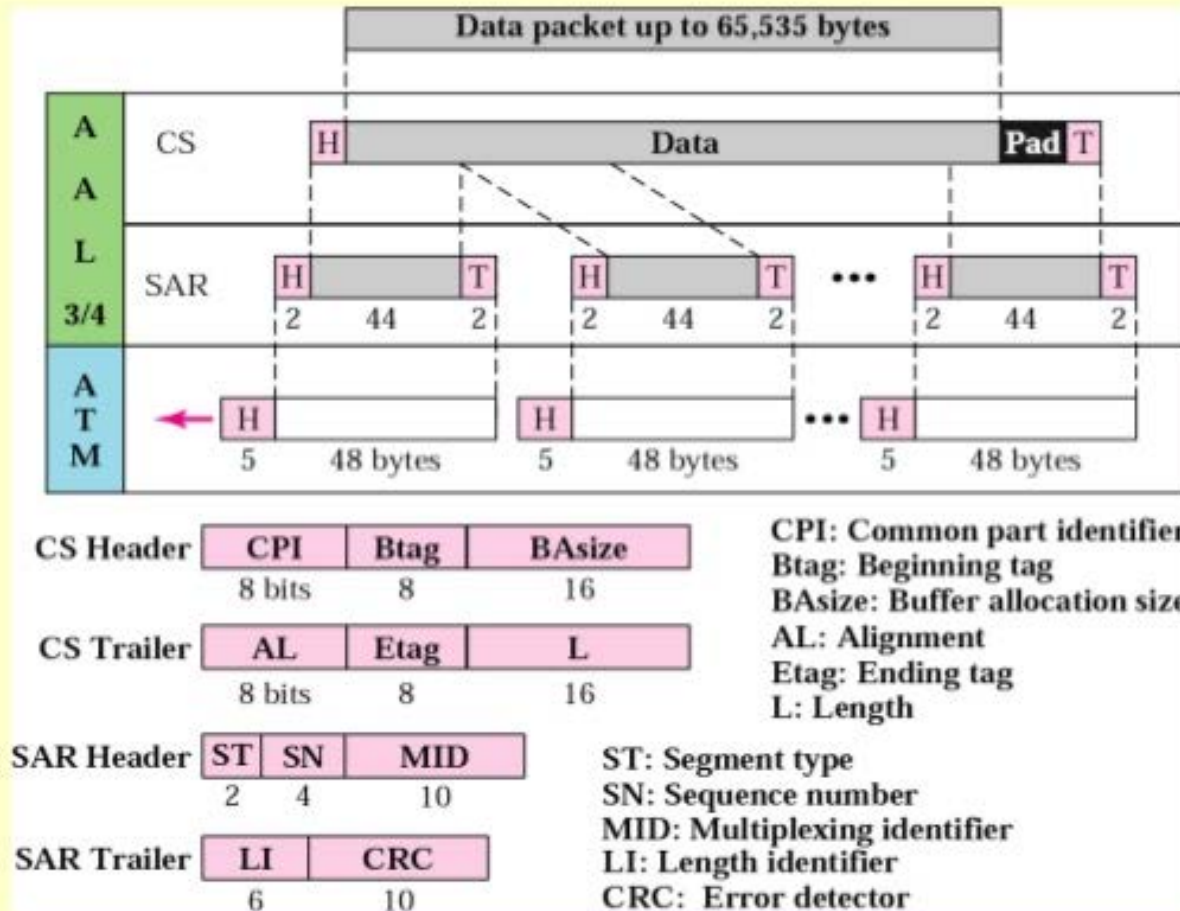 Data packet up to 65,535 bytes
A
A
L
3/4
CS
H
Data
Pad
T
SAR
H
T
H
T
•••
H
T
2
44
2
2
44
2
2
44
2
A
T
M
H
H
•••
H
5
48 bytes
5
48 bytes
5
48 bytes
CS Header
CPI
Btag
BAsize
8 bits
8
16
CS Trailer
AL
Etag
L
8 bits
8
16
SAR Header
ST
SN
MID
2
4
10
SAR Trailer
LI
CRC
6
10
CPI: Common part identifier
Btag: Beginning tag
BAsize: Buffer allocation size
AL: Alignment
Etag: Ending tag
L: Length
ST: Segment type
SN: Sequence number
MID: Multiplexing identifier
LI: Length identifier
CRC: Error detector